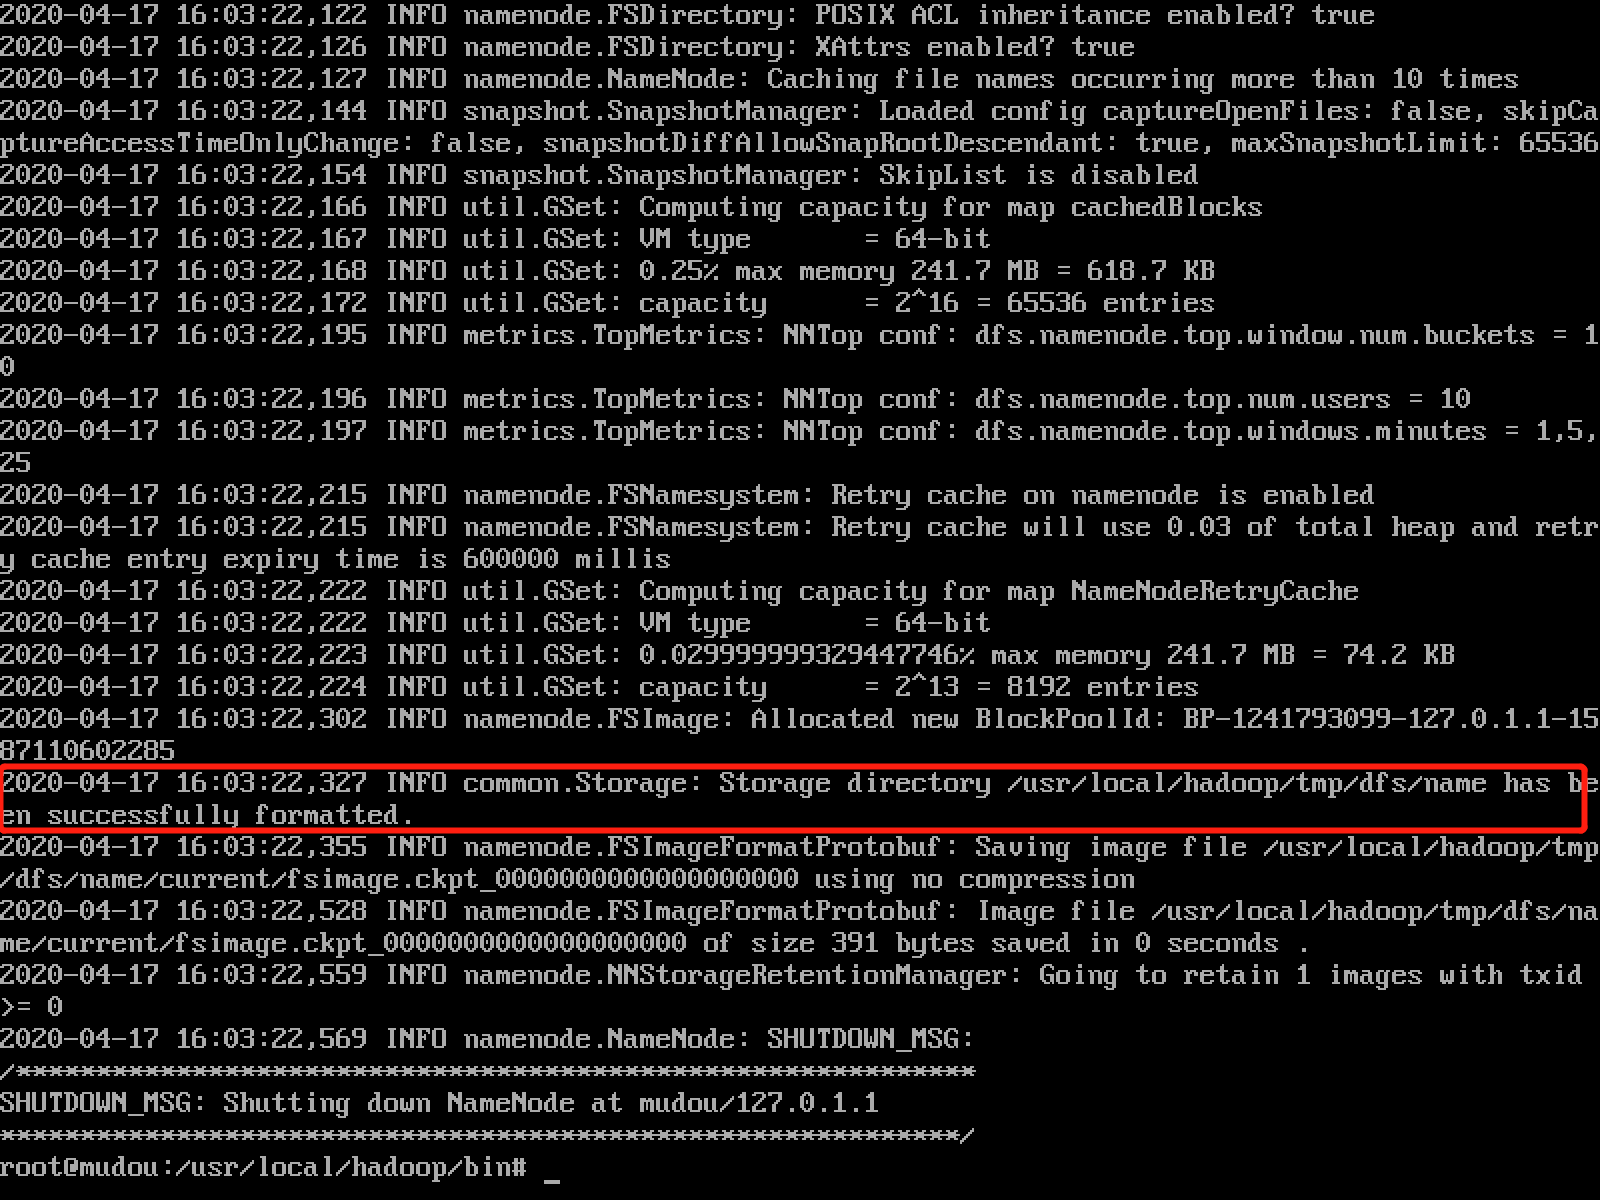 2020-04-17 16:03:22,122 INFO namenode.FSDirectory: POSIX ACL inheritance enabled? true
2020-04-17 16:03:22,126 INFO namenode.FSDirectory: XAttrs enabled? true
2020-04-17 16:03:22,127 INFO namenode.NameNode: Caching file names occurring more than 10 times
2020-04-17 16:03:22,144 INFO snapshot.SnapshotManager: Loaded config captureOpenFiles: false, skipCa
ptureAccessTimeOnlyChange: false, snapshotDiffAllowSnapRootDescendant: true, maxSnapshotLimit: 65536
2020-04-17 16:03:22,154 INFO snapshot.SnapshotManager: SkipList is disabled
2020-04-17 16:03:22,166 INFO util.GSet: Computing capacity for map cachedBlocks
2020-04-17 16:03:22,167 INFO util.GSet: VM type       = 64-bit
2020-04-17 16:03:22,168 INFO util.GSet: 0.25% max memory 241.7 MB = 618.7 KB
2020-04-17 16:03:22,172 INFO util.GSet: capacity      = 2^16 = 65536 entries
2020-04-17 16:03:22,195 INFO metrics.TopMetrics: NNTop conf: dfs.namenode.top.window.num.buckets = 1
0
2020-04-17 16:03:22,196 INFO metrics.TopMetrics: NNTop conf: dfs.namenode.top.num.users = 10
2020-04-17 16:03:22,197 INFO metrics.TopMetrics: NNTop conf: dfs.namenode.top.windows.minutes = 1,5,
25
2020-04-17 16:03:22,215 INFO namenode.FSNamesystem: Retry cache on namenode is enabled
2020-04-17 16:03:22,215 INFO namenode.FSNamesystem: Retry cache will use 0.03 of total heap and retr
y cache entry expiry time is 600000 millis
2020-04-17 16:03:22,222 INFO util.GSet: Computing capacity for map NameNodeRetryCache
2020-04-17 16:03:22,222 INFO util.GSet: VM type       = 64-bit
2020-04-17 16:03:22,223 INFO util.GSet: 0.029999999329447746% max memory 241.7 MB = 74.2 KB
2020-04-17 16:03:22,224 INFO util.GSet: capacity      = 2^13 = 8192 entries
2020-04-17 16:03:22,302 INFO namenode.FSImage: Allocated new BlockPoolId: BP-1241793099-127.0.1.1-15
87110602285
2020-04-17 16:03:22,327 INFO common.Storage: Storage directory /usr/local/hadoop/tmp/dfs/name has be
en successfully formatted.
2020-04-17 16:03:22,355 INFO namenode.FSImageFormatProtobuf: Saving image file /usr/local/hadoop/tmp
/dfs/name/current/fsimage.ckpt_0000000000000000000 using no compression
2020-04-17 16:03:22,528 INFO namenode.FSImageFormatProtobuf: Image file /usr/local/hadoop/tmp/dfs/na
me/current/fsimage.ckpt_0000000000000000000 of size 391 bytes saved in 0 seconds .
2020-04-17 16:03:22,559 INFO namenode.NNStorageRetentionManager: Going to retain 1 images with txid
>= 0
2020-04-17 16:03:22,569 INFO namenode.NameNode: SHUTDOWN_MSG:
/************************************************************
SHUTDOWN_MSG: Shutting down NameNode at mudou/127.0.1.1
************************************************************/
root@mudou:/usr/local/hadoop/bin# _